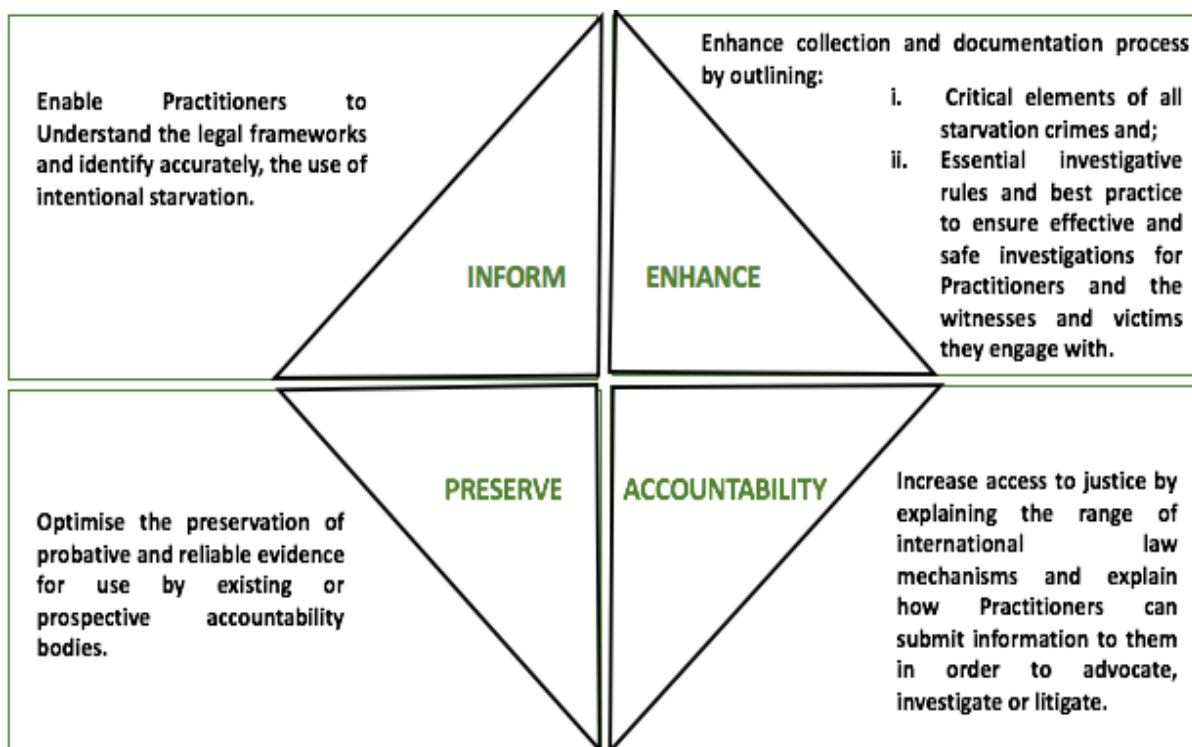 Enable Practitioners to
Understand the legal frameworks
and identify accurately, the use of
intentional starvation.
INFORM
Enhance collection and documentation process
by outlining:
i. Critical elements of all
starvation crimes and;
ii. Essential investigative
rules and best practice
to ensure effective and
safe investigations for
Practitioners and the
witnesses and victims
they engage with.
ENHANCE
PRESERVE
Optimise the preservation of
probative and reliable evidence
for use by existing or
prospective accountability
bodies.
ACCOUNTABILITY
Increase access to justice by
explaining the range of
international law
mechanisms and explain
how Practitioners can
submit information to them
in order to advocate,
investigate or litigate.